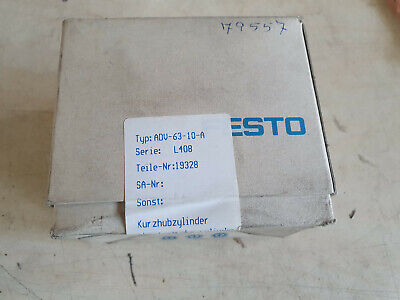 179557
ESTO
Typ: ADV-63-10-A
Serie: L408
Teile-Nr:19328
SA-Nr:
Sonst:
Kurzhubzylinder